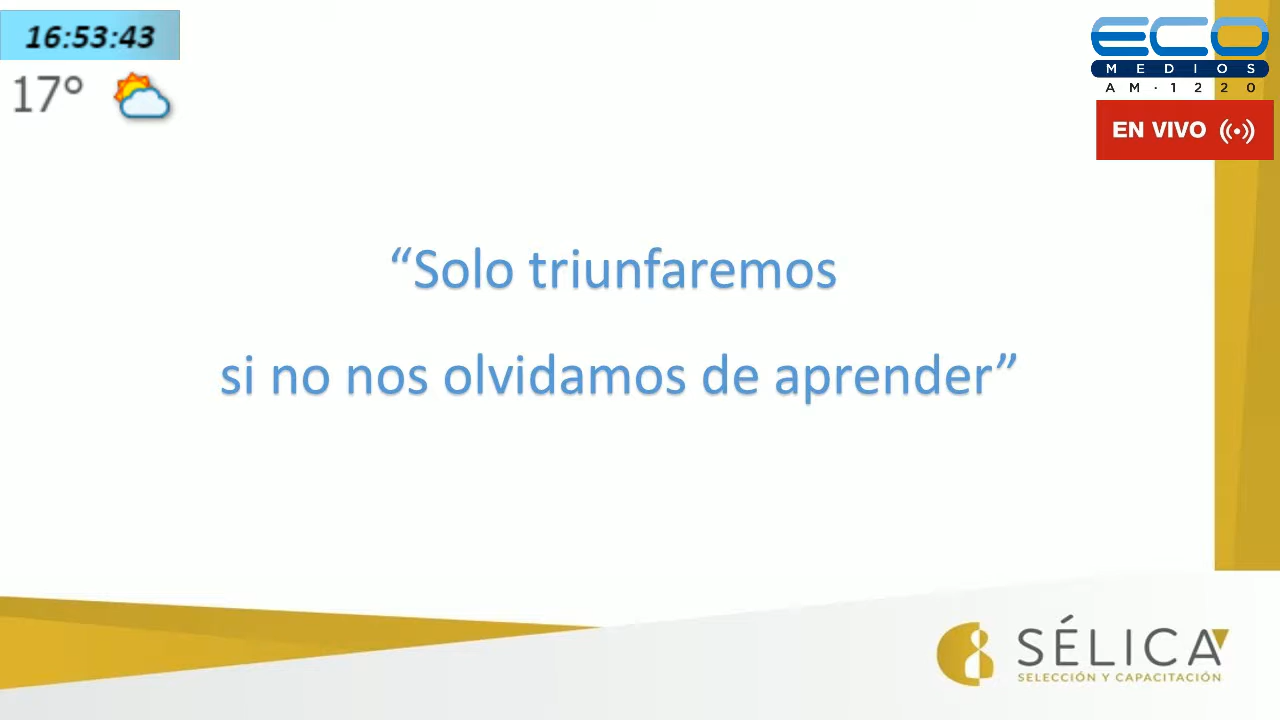 16:53:43
17°
ECO
MEDIOS
AM·1220
EN VIVO
“Solo triunfaremos
si no nos olvidamos de aprender”
SÉLICA
SELECCIÓN Y CAPACITACIÓN